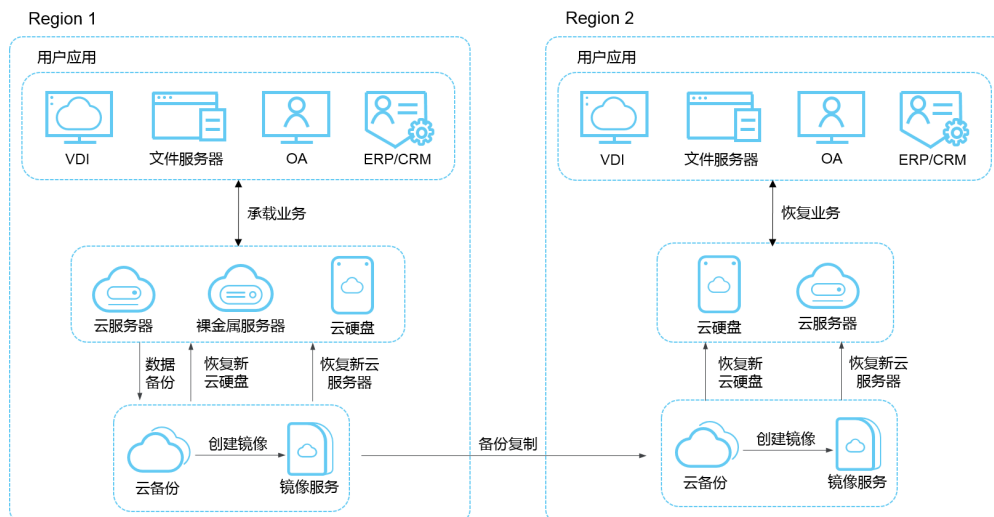 Region 1
用户应用
VDI
文件服务器
OA
ERP/CRM
承载业务
云服务器
裸金属服务器
云硬盘
数据
备份
恢复新
云硬盘
恢复新云
服务器
创建镜像
云备份
镜像服务
备份复制
Region 2
用户应用
VDI
文件服务器
OA
ERP/CRM
恢复业务
云硬盘
云服务器
恢复新
云硬盘
恢复新云
服务器
创建镜像
云备份
镜像服务